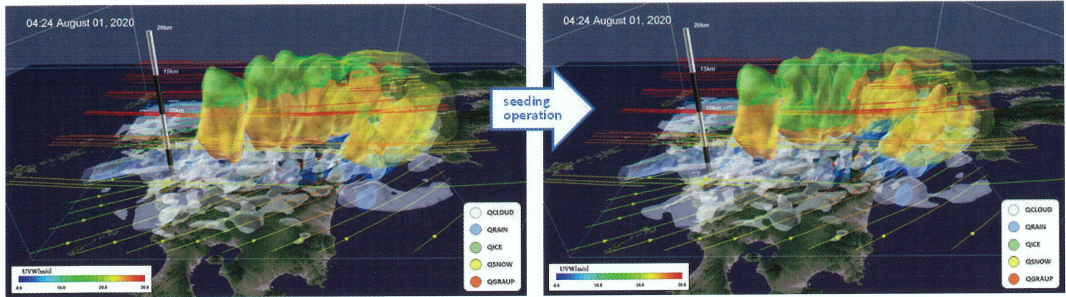 04:24 August 01, 2020
20km
15km
10km
QCLOUD
QRAIN
QICE
QSNOW
QGRAUP
UVW[m/s]
0.0 10.0 20.0 30.0
seeding
operation
04:24 August 01, 2020
20km
15km
10km
QCLOUD
QRAIN
QICE
QSNOW
QGRAUP
UVW[m/s]
0.0 10.0 20.0